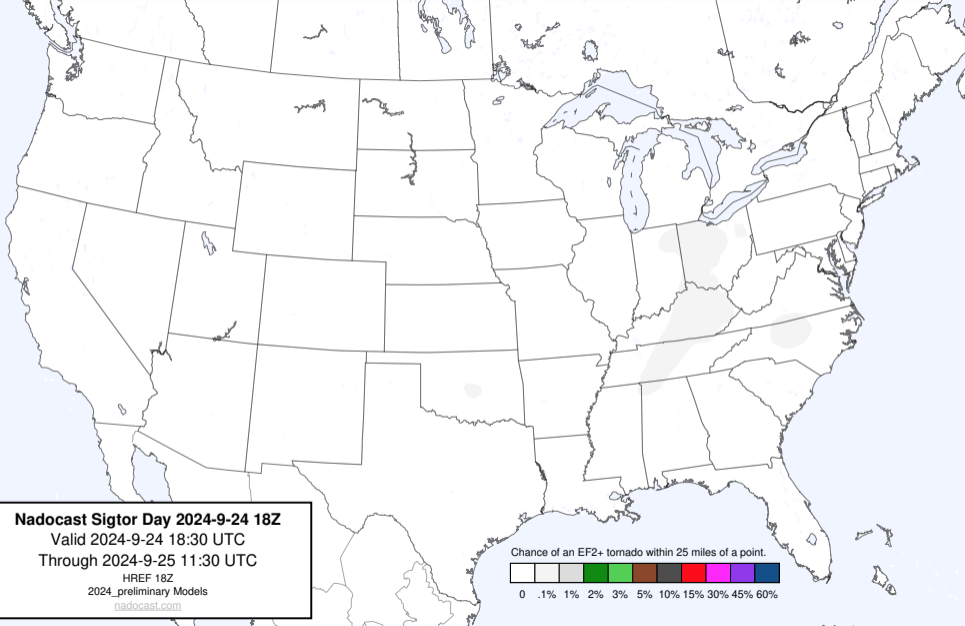 Nadocast Sigtor Day 2024-9-24 18Z
Valid 2024-9-24 18:30 UTC
Through 2024-9-25 11:30 UTC
HREF 18Z
2024_preliminary Models
nadocast.com
Chance of an EF2+ tornado within 25 miles of a point.
0 .1% 1% 2% 3% 5% 10% 15% 30% 45% 60%